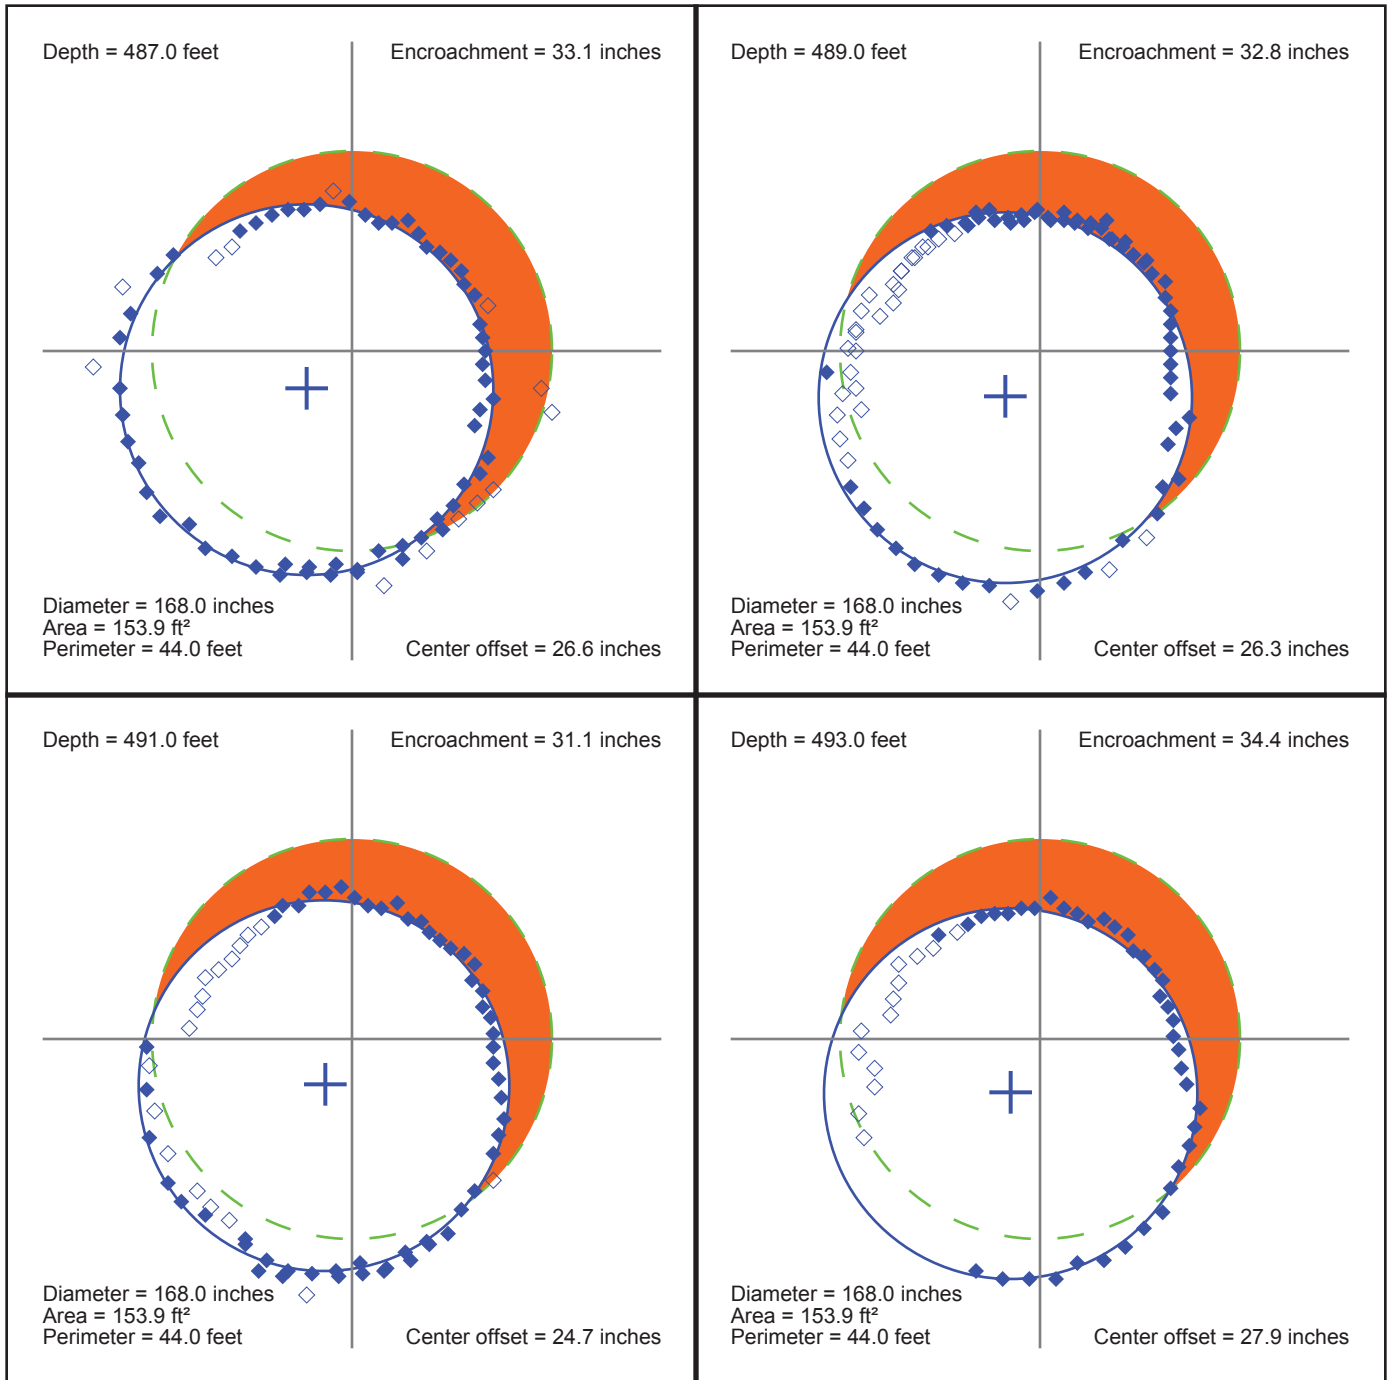 Depth = 487.0 feet
Encroachment = 33.1 inches
Diameter = 168.0 inches
Area = 153.9 ft²
Perimeter = 44.0 feet
Center offset = 26.6 inches
Depth = 489.0 feet
Encroachment = 32.8 inches
Diameter = 168.0 inches
Area = 153.9 ft²
Perimeter = 44.0 feet
Center offset = 26.3 inches
Depth = 491.0 feet
Encroachment = 31.1 inches
Diameter = 168.0 inches
Area = 153.9 ft²
Perimeter = 44.0 feet
Center offset = 24.7 inches
Depth = 493.0 feet
Encroachment = 34.4 inches
Diameter = 168.0 inches
Area = 153.9 ft²
Perimeter = 44.0 feet
Center offset = 27.9 inches